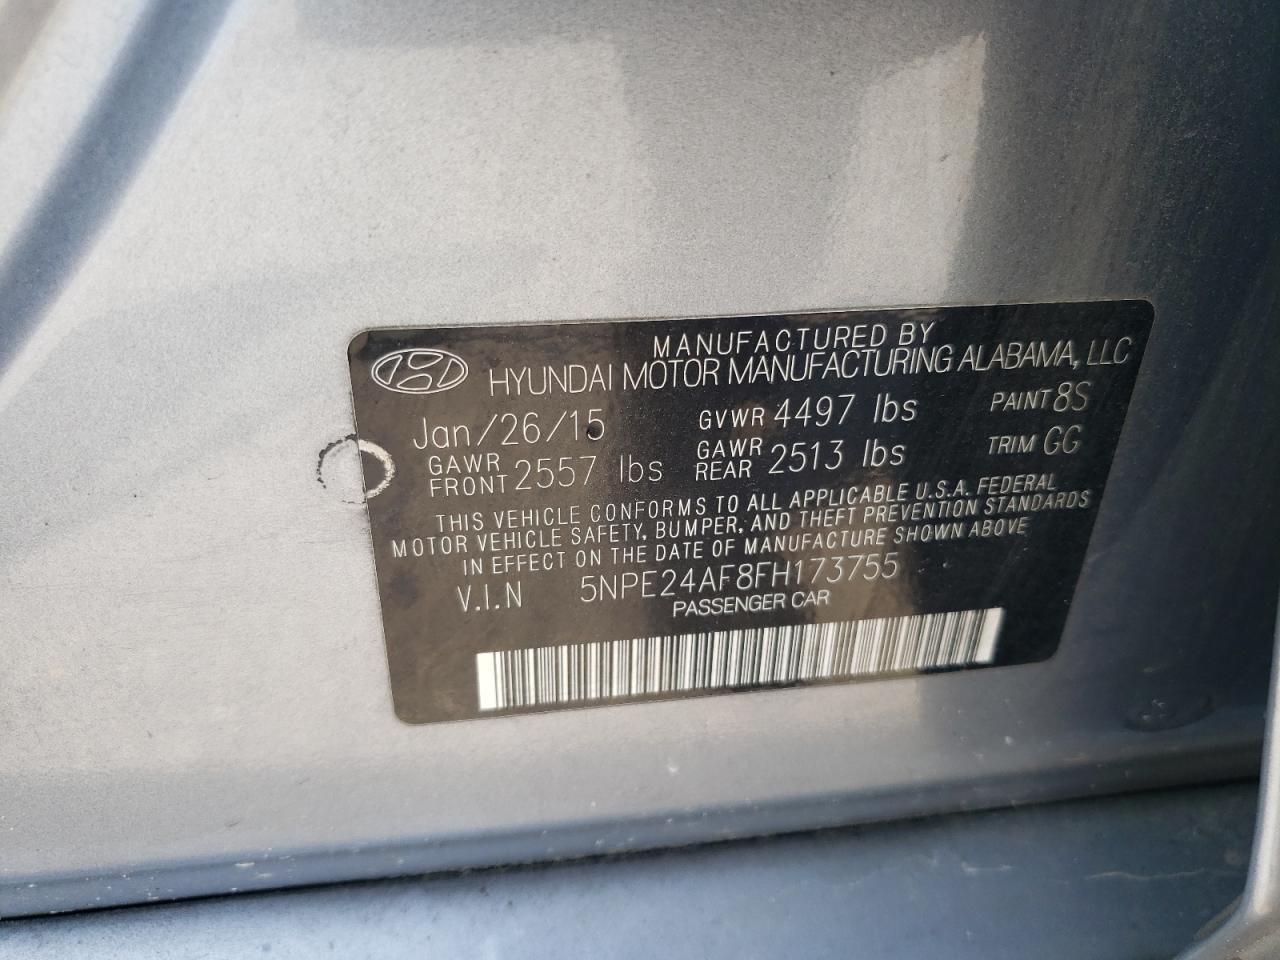 MANUFACTURED BY
HYUNDAI MOTOR MANUFACTURING ALABAMA, LLC
Jan/26/15 GVWR 4497 lbs PAINT 8S
GAWR FRONT 2557 lbs GAWR REAR 2513 lbs TRIM GG
THIS VEHICLE CONFORMS TO ALL APPLICABLE U.S.A. FEDERAL
MOTOR VEHICLE SAFETY, BUMPER, AND THEFT PREVENTION STANDARDS
IN EFFECT ON THE DATE OF MANUFACTURE SHOWN ABOVE
V.I.N 5NPE24AF8FH173755
PASSENGER CAR